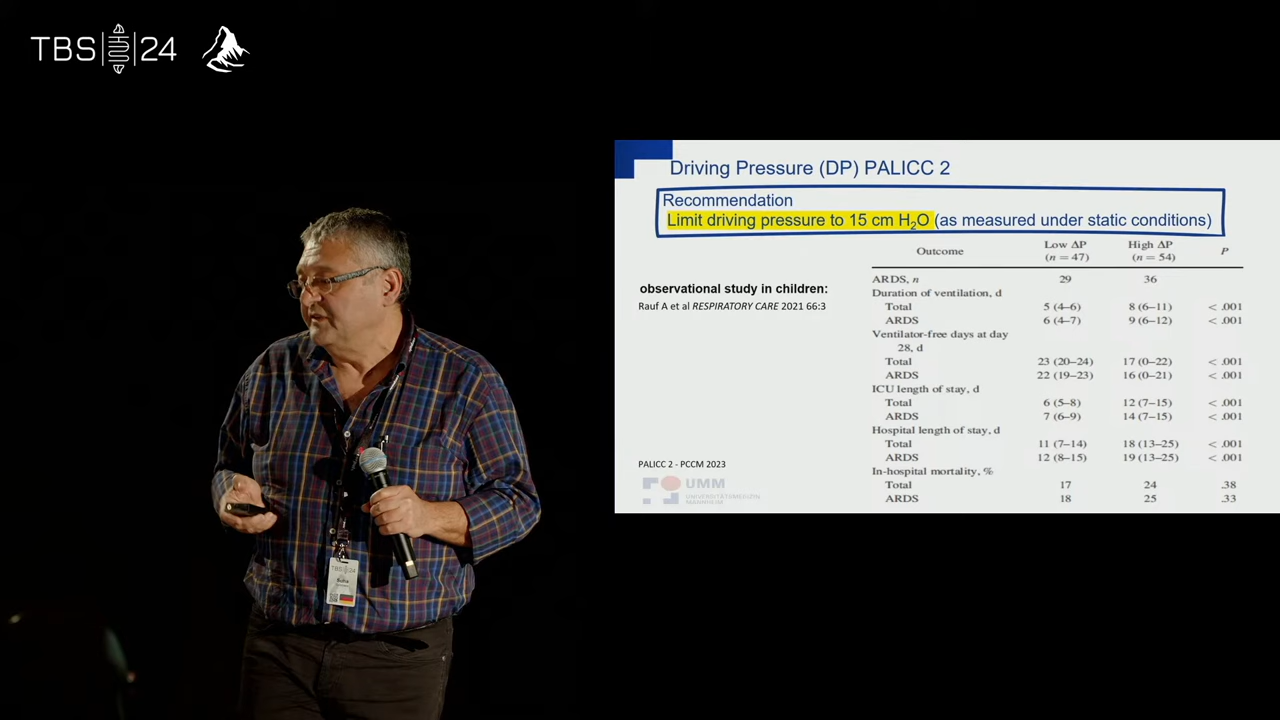 TBS 24
Driving Pressure (DP) PALICC 2
Recommendation
Limit driving pressure to 15 cm H₂O (as measured under static conditions)
Outcome Low ΔP (n = 47) High ΔP (n = 54) P
ARDS, n 29 36
Duration of ventilation, d
Total 5 (4–6) 8 (6–11) < .001
ARDS 6 (4–7) 9 (6–12) < .001
Ventilator-free days at day
28, d
Total 23 (20–24) 17 (0–22) < .001
ARDS 22 (19–23) 16 (0–21) < .001
ICU length of stay, d
Total 6 (5–8) 12 (7–15) < .001
ARDS 7 (6–9) 14 (7–15) < .001
Hospital length of stay, d
Total 11 (7–14) 18 (13–25) < .001
ARDS 12 (8–15) 19 (13–25) < .001
In-hospital mortality, %
Total 17 24 .38
ARDS 18 25 .33
observational study in children:
Rauf A et al RESPIRATORY CARE 2021 66:3
PALICC 2 - PCCM 2023
UMM
UNIVERSITÄTSMEDIZIN
MANNHEIM
TBS 24